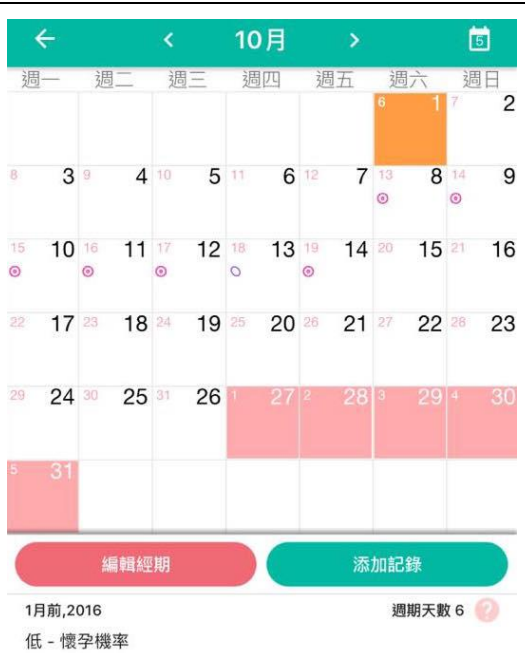 10月
5
週一 週二 週三 週四 週五 週六 週日
6 1 7 2
8 3 9 4 10 5 11 6 12 7 13 8 14 9
15 10 16 11 17 12 18 13 19 14 20 15 21 16
22 17 23 18 24 19 25 20 26 21 27 22 28 23
29 24 30 25 31 26 1 27 2 28 3 29 4 30
5 31
編輯經期 添加記錄
1月前,2016 週期天數 6 ?
低 - 懷孕機率